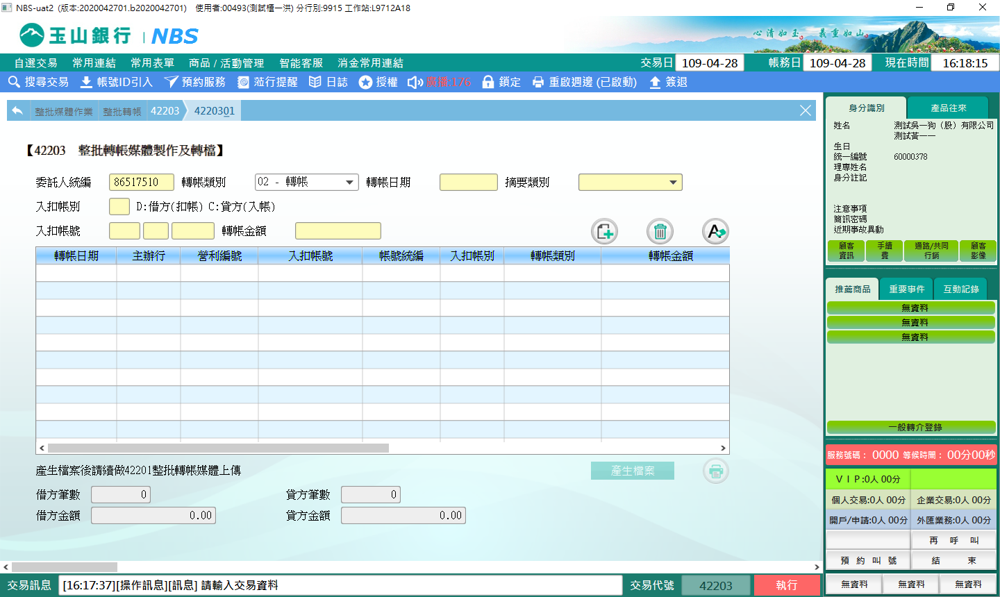 NBS-uat2 (版本:2020042701.b2020042701) 使用者:00493(測試櫃一洪) 分行別:9915 工作站:L9712A18
玉山銀行 NBS
心清如玉。義重如山。
自選交易 常用連結 常用表單 商品 / 活動管理 智能客服 消金常用連結 交易日 109-04-28 帳務日 109-04-28 現在時間 16:18:15
搜尋交易 帳號ID引入 預約服務 蒞行提醒 日誌 授權 廣播:176 鎖定 重啟週邊 (已啟動) 簽退
整批媒體作業 整批轉帳 42203 4220301
【42203 整批轉帳媒體製作及轉檔】
委託人統編 86517510 轉帳類別 02 - 轉帳 轉帳日期 摘要類別
入扣帳別 D:借方(扣帳) C:貸方(入帳)
入扣帳號 轉帳金額
轉帳日期 主辦行 營利編號 入扣帳號 帳號統編 入扣帳別 轉帳類別 轉帳金額
產生檔案後請續做42201整批轉帳媒體上傳 產生檔案
借方筆數 0 貸方筆數 0
借方金額 0.00 貸方金額 0.00
交易訊息 [16:17:37][操作訊息][訊息] 請輸入交易資料 交易代號 42203 執行
身分識別 產品往來
姓名 測試吳一狗（股）有限公司
測試黃一一
生日
統一編號 60000378
理專姓名
身分註記
注意事項
簡訊密碼
近期事故異動
顧客資訊 手續費 通路/共同行銷 顧客影像
推薦商品 重要事件 互動記錄
無資料
無資料
無資料
一般轉介登錄
服務號碼： 0000 等候時間： 00分00秒
ＶＩＰ:0人 00分
個人交易:0人 00分 企業交易:0人 00分
開戶/申請:0人 00分 外匯業務:0人 00分
再 呼 叫
預 約 叫 號 結 束
無資料 無資料 無資料